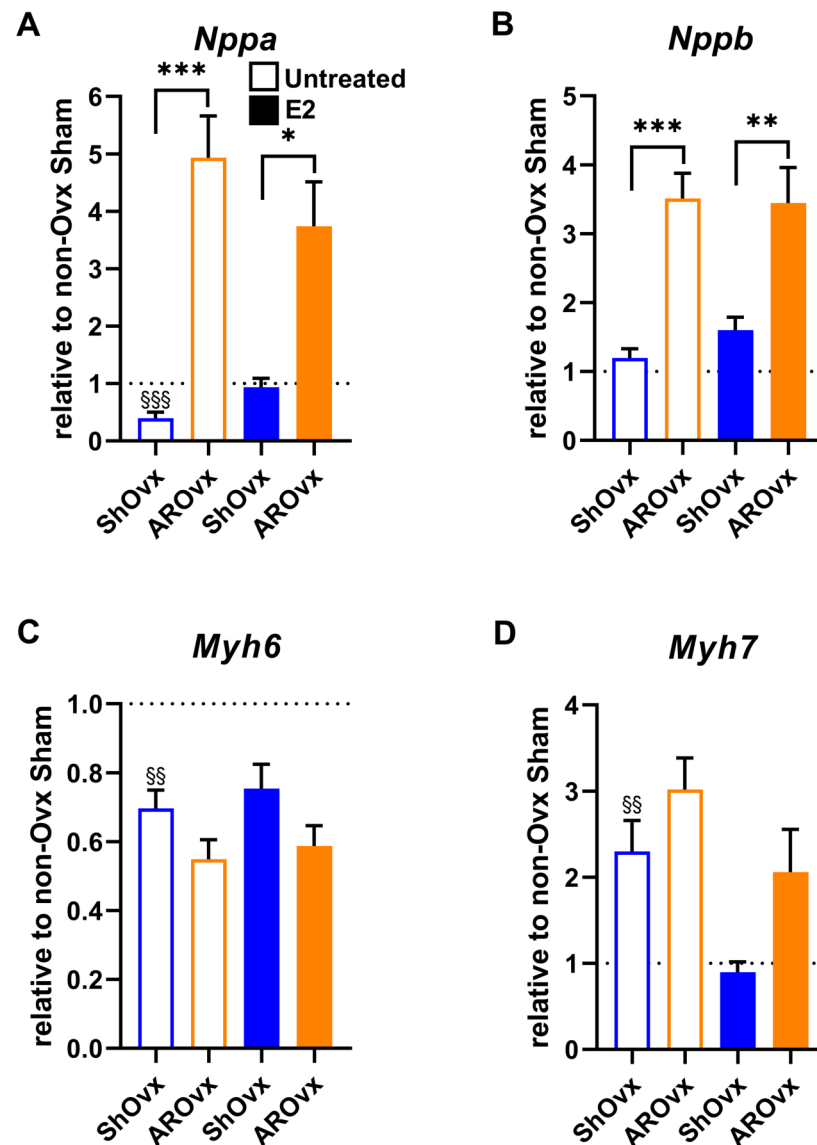 A
Nppa
Untreated
E2
***
*
relative to non-Ovx Sham
6
5
4
3
2
1
0
§§§
ShOvx
AROvx
ShOvx
AROvx
B
Nppb
***
**
relative to non-Ovx Sham
5
4
3
2
1
0
ShOvx
AROvx
ShOvx
AROvx
C
Myh6
relative to non-Ovx Sham
1.0
0.8
0.6
0.4
0.2
0.0
§§
ShOvx
AROvx
ShOvx
AROvx
D
Myh7
relative to non-Ovx Sham
4
3
2
1
0
§§
ShOvx
AROvx
ShOvx
AROvx